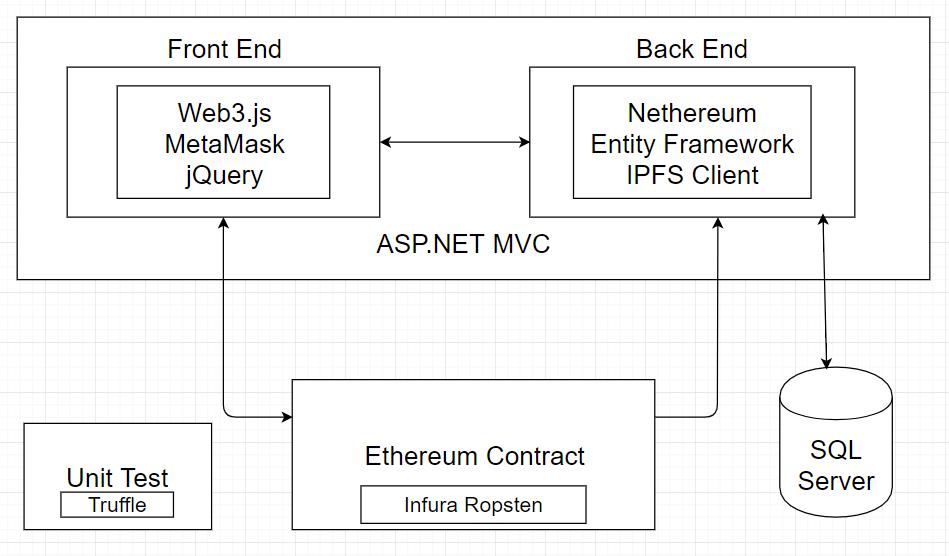 Front End
Back End
Web3.js
MetaMask
jQuery
Nethereum
Entity Framework
IPFS Client
ASP.NET MVC
Unit Test
Truffle
Ethereum Contract
Infura Ropsten
SQL
Server